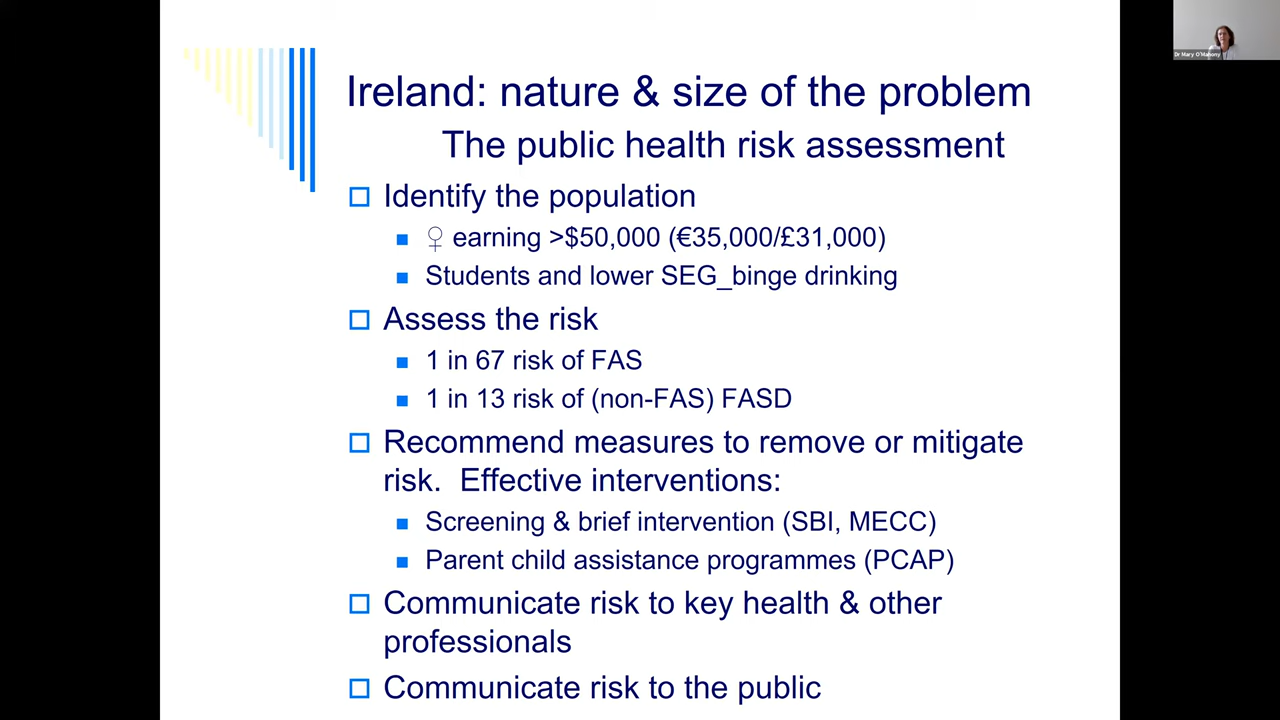 Dr Mary O'Mahony
Ireland: nature & size of the problem
The public health risk assessment
Identify the population
♀ earning >$50,000 (€35,000/£31,000)
Students and lower SEG_binge drinking
Assess the risk
1 in 67 risk of FAS
1 in 13 risk of (non-FAS) FASD
Recommend measures to remove or mitigate
risk. Effective interventions:
Screening & brief intervention (SBI, MECC)
Parent child assistance programmes (PCAP)
Communicate risk to key health & other
professionals
Communicate risk to the public